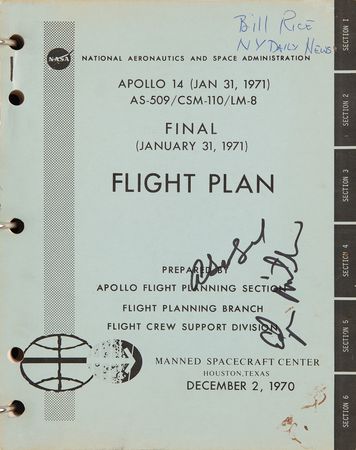 Bill Rice
NY Daily News
NASA
NATIONAL AERONAUTICS AND SPACE ADMINISTRATION
APOLLO 14 (JAN 31, 1971)
AS-509/CSM-110/LM-8
FINAL
(JANUARY 31, 1971)
FLIGHT PLAN
PREPARED BY
APOLLO FLIGHT PLANNING SECTION
FLIGHT PLANNING BRANCH
FLIGHT CREW SUPPORT DIVISION
MANNED SPACECRAFT CENTER
HOUSTON, TEXAS
DECEMBER 2, 1970
SECTION I
SECTION 2
SECTION 3
SECTION 4
SECTION 5
SECTION 6